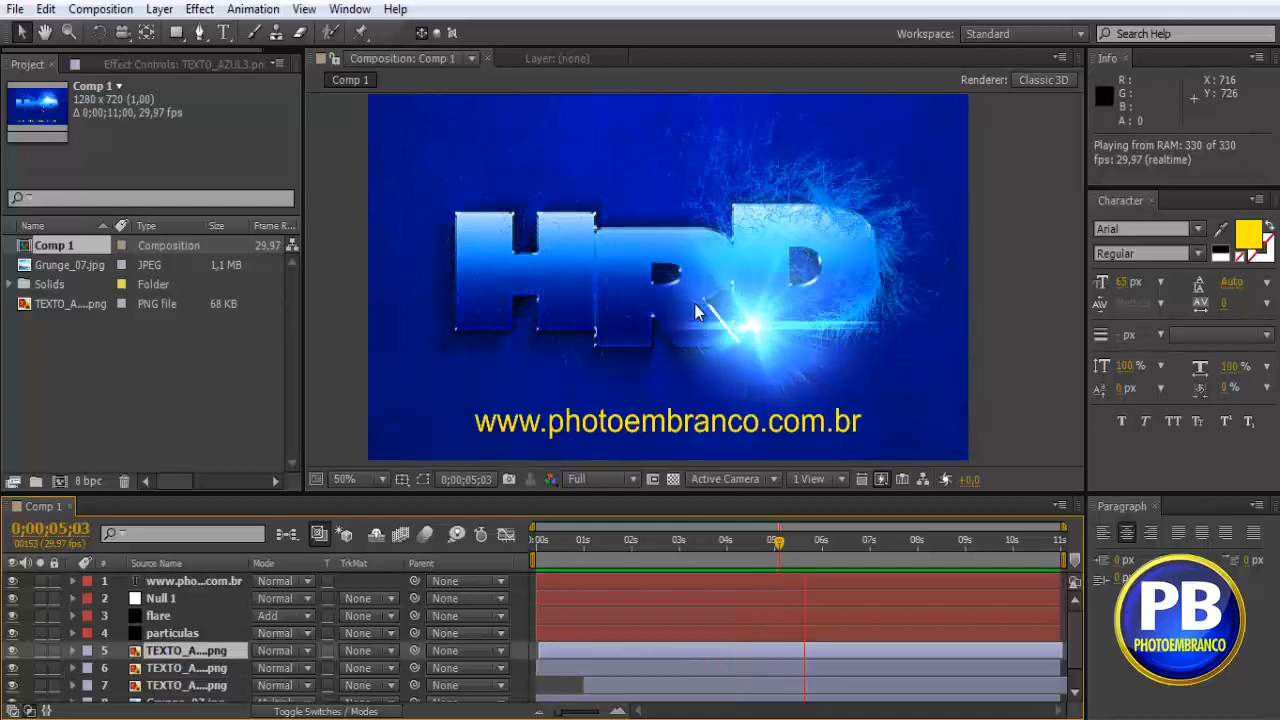 File Edit Composition Layer Effect Animation View Window Help
Workspace: Standard
Search Help
Project
Effect Controls: TEXTO_AZUL3.pn
Composition: Comp 1
Layer: (none)
Info
Comp 1
1280 x 720 (1,00)
Δ 0;00;11;00, 29,97 fps
Comp 1
Renderer: Classic3D
R :
G :
B :
A : 0
X : 716
Y : 726
Playing from RAM: 330 of 330
fps: 29,97 (realtime)
Character
Arial
Regular
65 px
Auto
Metrics
0
- px
100 %
100 %
0 px
0 %
T T TT Tт T¹ T₁
Name Type Size Frame R...
Comp 1 Composition 29,97
Grunge_07.jpg JPEG 1,1 MB
Solids Folder
TEXTO_A....png PNG file 68 KB
HRD
www.photoembranco.com.br
8 bpc
50%
0;00;05;03
Full
Active Camera
1 View
+0,0
Comp 1
0;00;05;03
00153 (29.97 fps)
01s 02s 03s 04s 06s 07s 08s 09s 10s 11s
# Source Name Mode T TrkMat Parent
1 www.pho...com.br Normal None
2 Null 1 Normal None None
3 flare Add None None
4 particulas Normal None None
5 TEXTO_A....png Normal None None
6 TEXTO_A....png Normal None None
7 TEXTO_A....png Normal None None
Toggle Switches / Modes
Paragraph
0 px
0 px
PB
PHOTOEMBRANCO